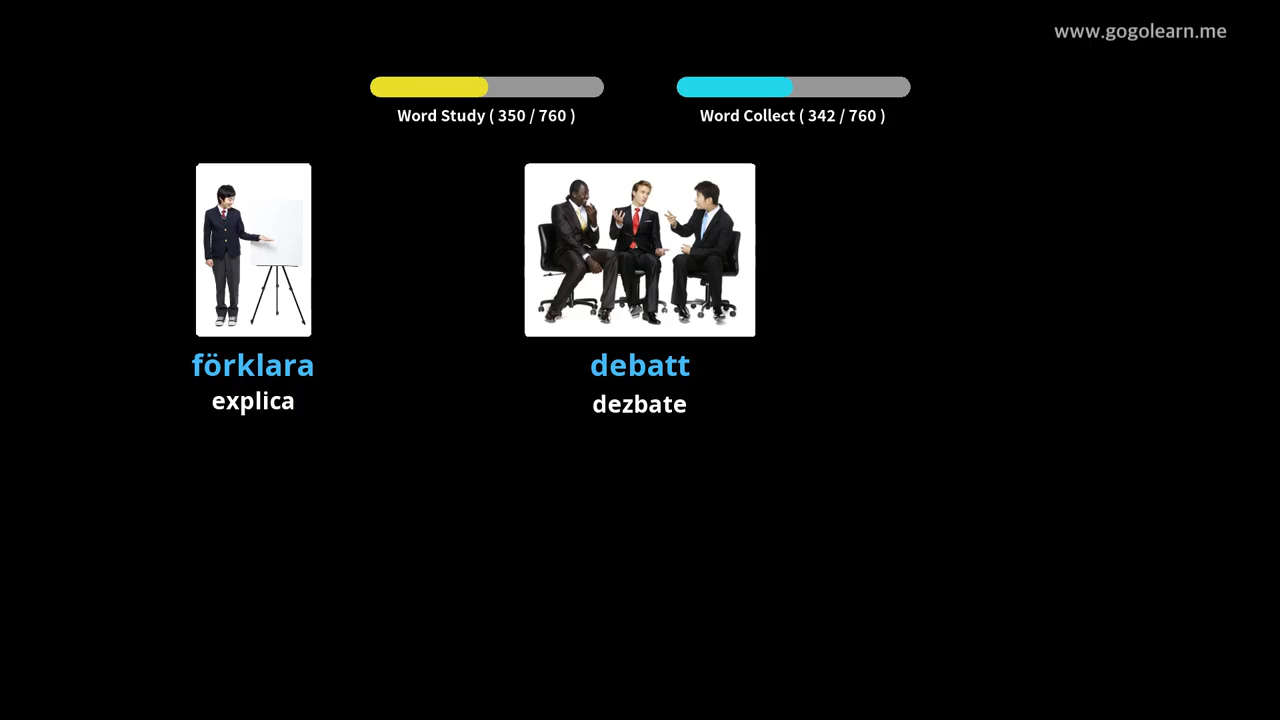 www.gogolearn.me
Word Study ( 350 / 760 )
Word Collect ( 342 / 760 )
förklara
explica
debatt
dezbate